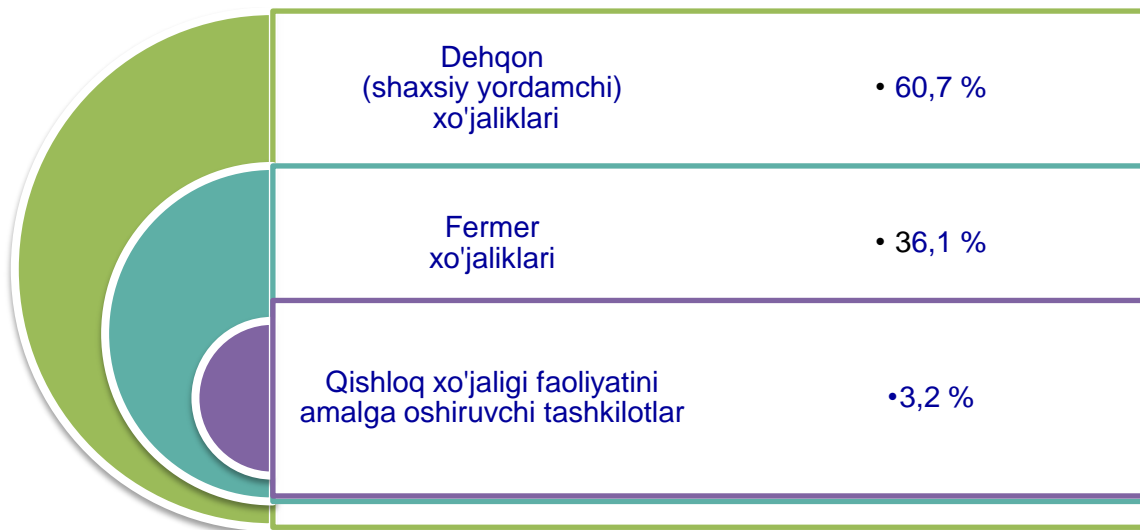 Dehqon
(shaxsiy yordamchi)
xo'jaliklari
• 60,7 %
Fermer
xo'jaliklari
• 36,1 %
Qishloq xo'jaligi faoliyatini
amalga oshiruvchi tashkilotlar
•3,2 %